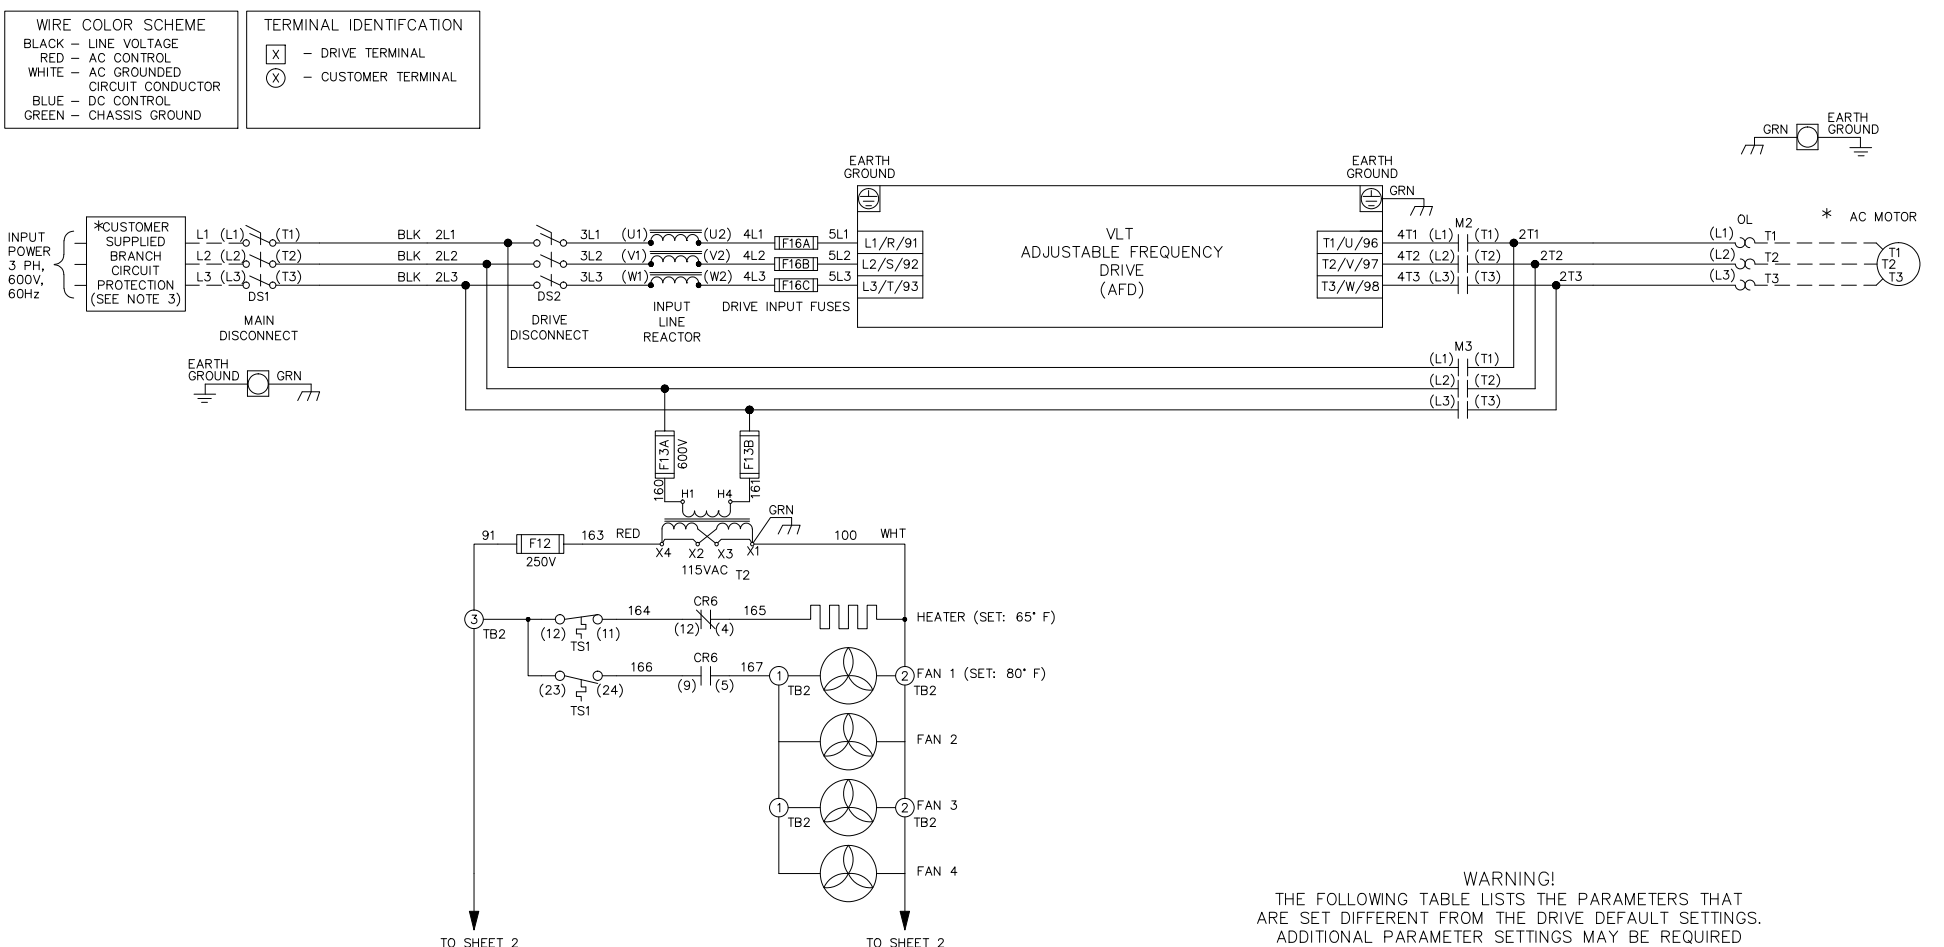 WIRE COLOR SCHEME
BLACK – LINE VOLTAGE
RED – AC CONTROL
WHITE – AC GROUNDED
CIRCUIT CONDUCTOR
BLUE – DC CONTROL
GREEN – CHASSIS GROUND
TERMINAL IDENTIFCATION
X – DRIVE TERMINAL
X – CUSTOMER TERMINAL
EARTH
GROUND
GRN
INPUT
POWER
3 PH,
600V,
60Hz
*CUSTOMER
SUPPLIED
BRANCH
CIRCUIT
PROTECTION
(SEE NOTE 3)
L1 (L1) (T1) BLK 2L1 3L1 (U1) (U2) 4L1 F16A 5L1 L1/R/91
L2 (L2) (T2) BLK 2L2 3L2 (V1) (V2) 4L2 F16B 5L2 L2/S/92
L3 (L3) (T3) BLK 2L3 3L3 (W1) (W2) 4L3 F16C 5L3 L3/T/93
DS1
MAIN
DISCONNECT
DS2
DRIVE
DISCONNECT
INPUT
LINE
REACTOR
DRIVE INPUT FUSES
EARTH
GROUND
VLT
ADJUSTABLE FREQUENCY
DRIVE
(AFD)
EARTH
GROUND
GRN
M2
OL
* AC MOTOR
T1/U/96 4T1 (L1) (T1) 2T1 (L1) T1
T2/V/97 4T2 (L2) (T2) 2T2 (L2) T2
T3/W/98 4T3 (L3) (T3) 2T3 (L3) T3
T1
T2
T3
M3
(L1) (T1)
(L2) (T2)
(L3) (T3)
EARTH
GROUND
GRN
F13A
600V
F13B
160
161
H1 H4
GRN
91
F12
250V
163 RED
X4 X2 X3 X1
115VAC T2
100 WHT
3
TB2
(12) (11)
TS1
164
CR6
(12) (4)
165
HEATER (SET: 65° F)
(23) (24)
TS1
166
CR6
(9) (5)
167
1
TB2
2
TB2
FAN 1 (SET: 80° F)
FAN 2
1
TB2
2
TB2
FAN 3
FAN 4
TO SHEET 2
TO SHEET 2
WARNING!
THE FOLLOWING TABLE LISTS THE PARAMETERS THAT
ARE SET DIFFERENT FROM THE DRIVE DEFAULT SETTINGS.
ADDITIONAL PARAMETER SETTINGS MAY BE REQUIRED